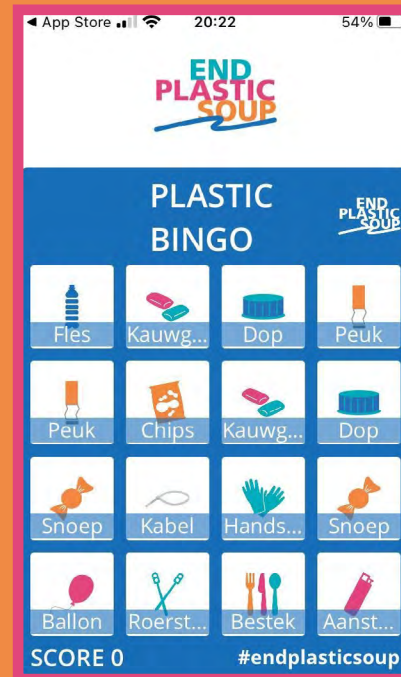 ◀ App Store 20:22 54%
END
PLASTIC
SOUP
PLASTIC
BINGO
END
PLASTIC
SOUP
Fles Kauwg... Dop Peuk
Peuk Chips Kauwg... Dop
Snoep Kabel Hands... Snoep
Ballon Roerst... Bestek Aanst...
SCORE 0 #endplasticsoup